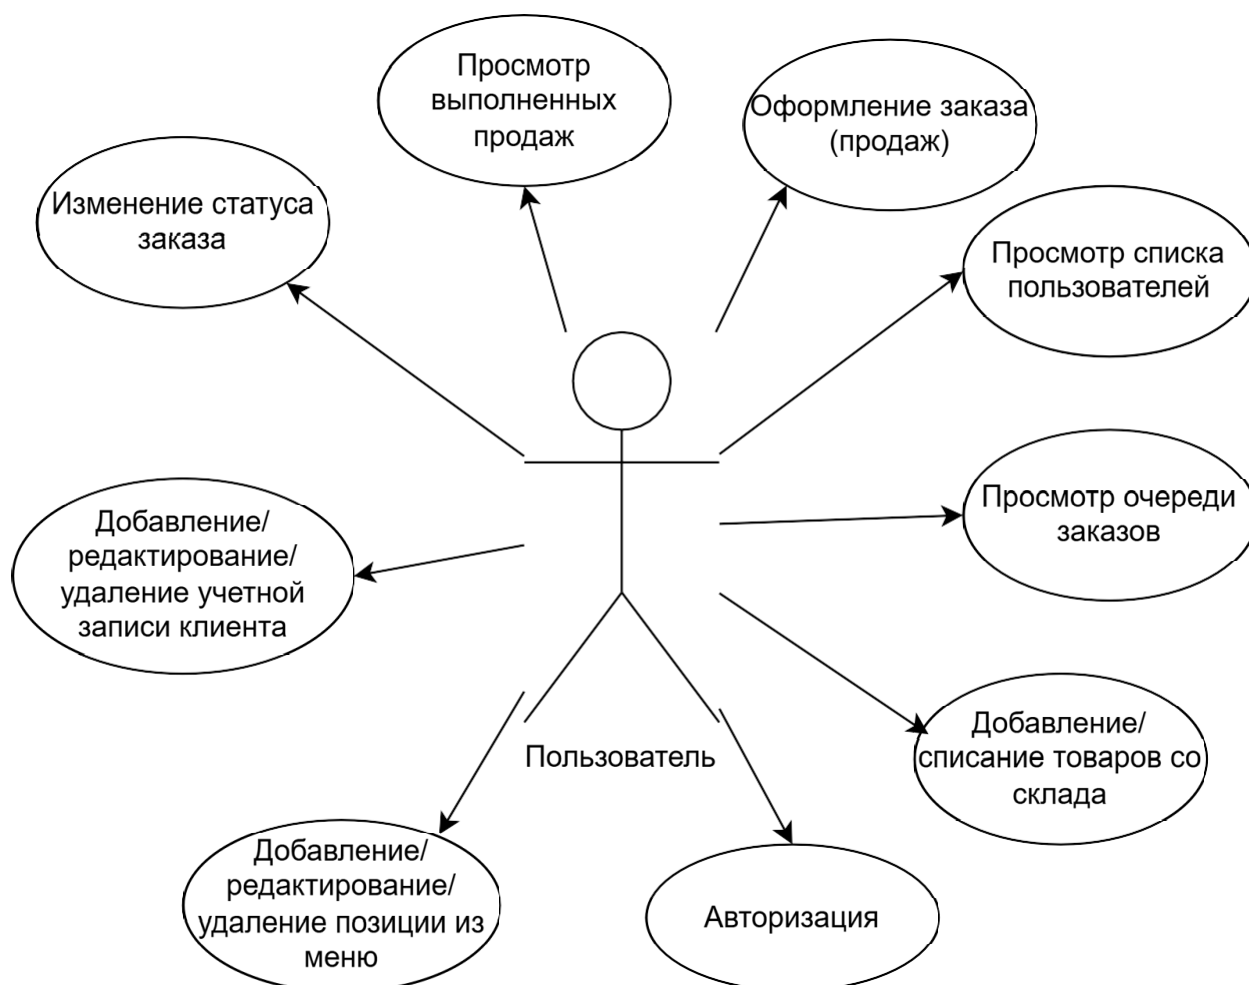 Просмотр
выполненных
продаж
Оформление заказа
(продаж)
Изменение статуса
заказа
Просмотр списка
пользователей
Просмотр очереди
заказов
Добавление/
редактирование/
удаление учетной
записи клиента
Добавление/
списание товаров со
склада
Пользователь
Добавление/
редактирование/
удаление позиции из
меню
Авторизация